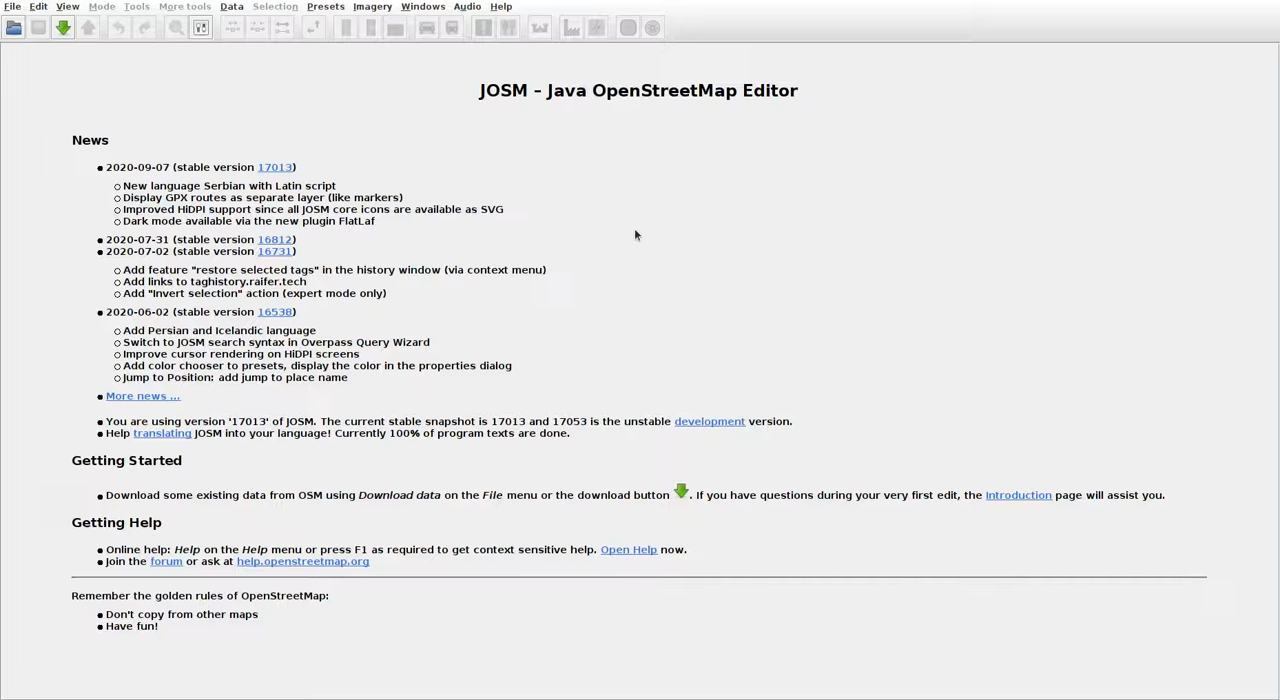 File Edit View Mode Tools More tools Data Selection Presets Imagery Windows Audio Help
JOSM – Java OpenStreetMap Editor
News
2020-09-07 (stable version 17013)
New language Serbian with Latin script
Display GPX routes as separate layer (like markers)
Improved HiDPI support since all JOSM core icons are available as SVG
Dark mode available via the new plugin FlatLaf
2020-07-31 (stable version 16812)
2020-07-02 (stable version 16731)
Add feature "restore selected tags" in the history window (via context menu)
Add links to taghistory.raifer.tech
Add "Invert selection" action (expert mode only)
2020-06-02 (stable version 16538)
Add Persian and Icelandic language
Switch to JOSM search syntax in Overpass Query Wizard
Improve cursor rendering on HiDPI screens
Add color chooser to presets, display the color in the properties dialog
Jump to Position: add jump to place name
More news ...
You are using version '17013' of JOSM. The current stable snapshot is 17013 and 17053 is the unstable development version.
Help translating JOSM into your language! Currently 100% of program texts are done.
Getting Started
Download some existing data from OSM using Download data on the File menu or the download button . If you have questions during your very first edit, the Introduction page will assist you.
Getting Help
Online help: Help on the Help menu or press F1 as required to get context sensitive help. Open Help now.
Join the forum or ask at help.openstreetmap.org
Remember the golden rules of OpenStreetMap:
Don't copy from other maps
Have fun!